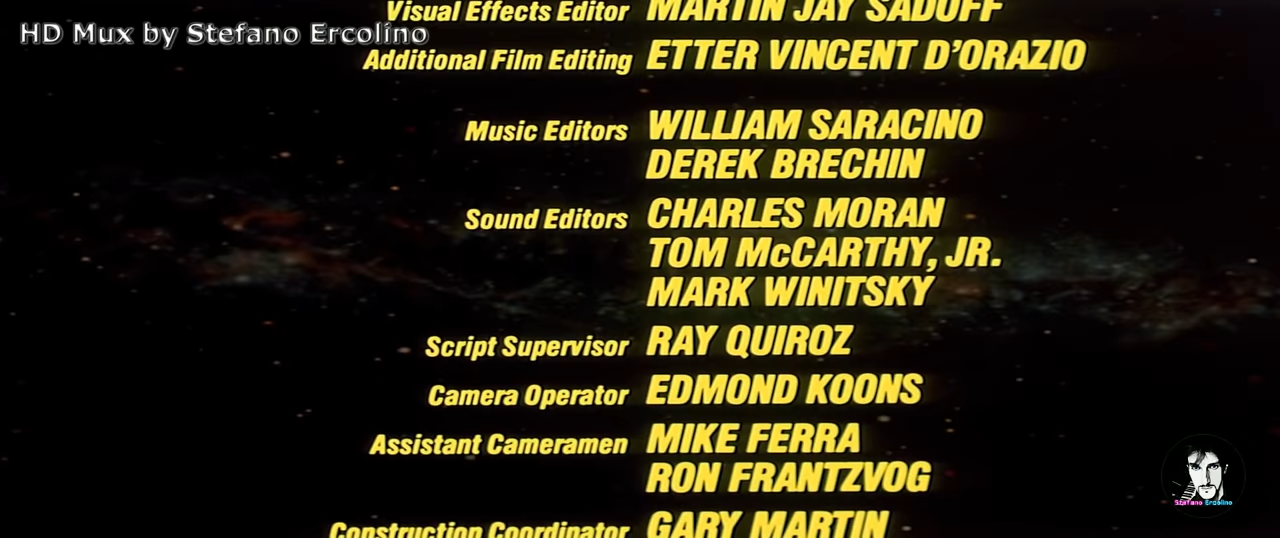 HD Mux by Stefano Ercolino
Visual Effects Editor MARTIN JAY SADOFF
Additional Film Editing ETTER VINCENT D'ORAZIO
Music Editors WILLIAM SARACINO
DEREK BRECHIN
Sound Editors CHARLES MORAN
TOM McCARTHY, JR.
MARK WINITSKY
Script Supervisor RAY QUIROZ
Camera Operator EDMOND KOONS
Assistant Cameramen MIKE FERRA
RON FRANTZVOG
Construction Coordinator GARY MARTIN
Stefano Ercolino